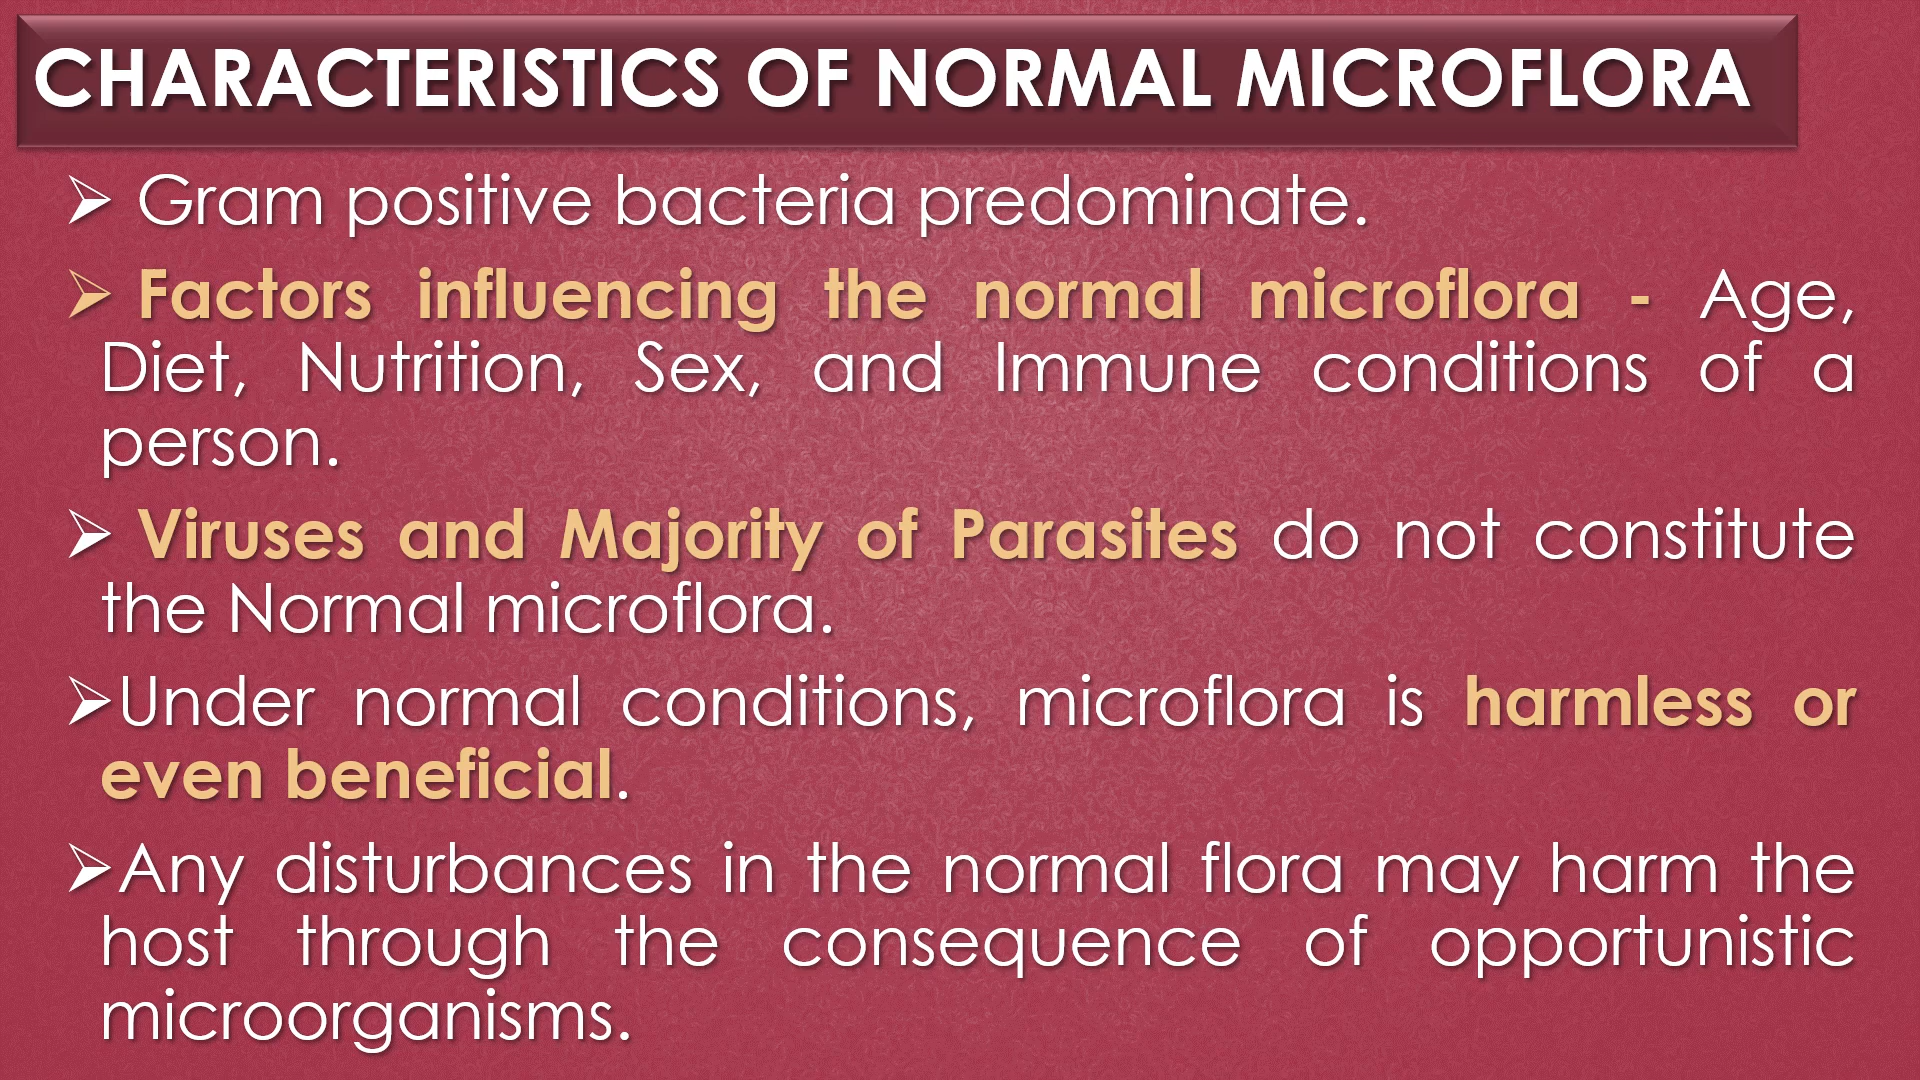 CHARACTERISTICS OF NORMAL MICROFLORA
➢ Gram positive bacteria predominate.
➢ Factors influencing the normal microflora - Age,
Diet, Nutrition, Sex, and Immune conditions of a
person.
➢ Viruses and Majority of Parasites do not constitute
the Normal microflora.
➢Under normal conditions, microflora is harmless or
even beneficial.
➢Any disturbances in the normal flora may harm the
host through the consequence of opportunistic
microorganisms.